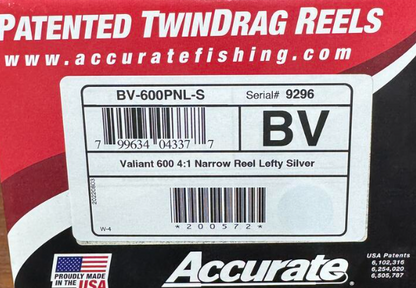 PATENTED TWINDRAG REELS
www.accuratefishing.com
BV-600PNL-S Serial# 9296
7 99634 04337 7
BV
Valiant 600 4:1 Narrow Reel Lefty Silver
20220803
W-4
*200572*
PROUDLY MADE
IN THE USA
Accurate
USA Patents
6,102,316
6,254,020
6,505,787